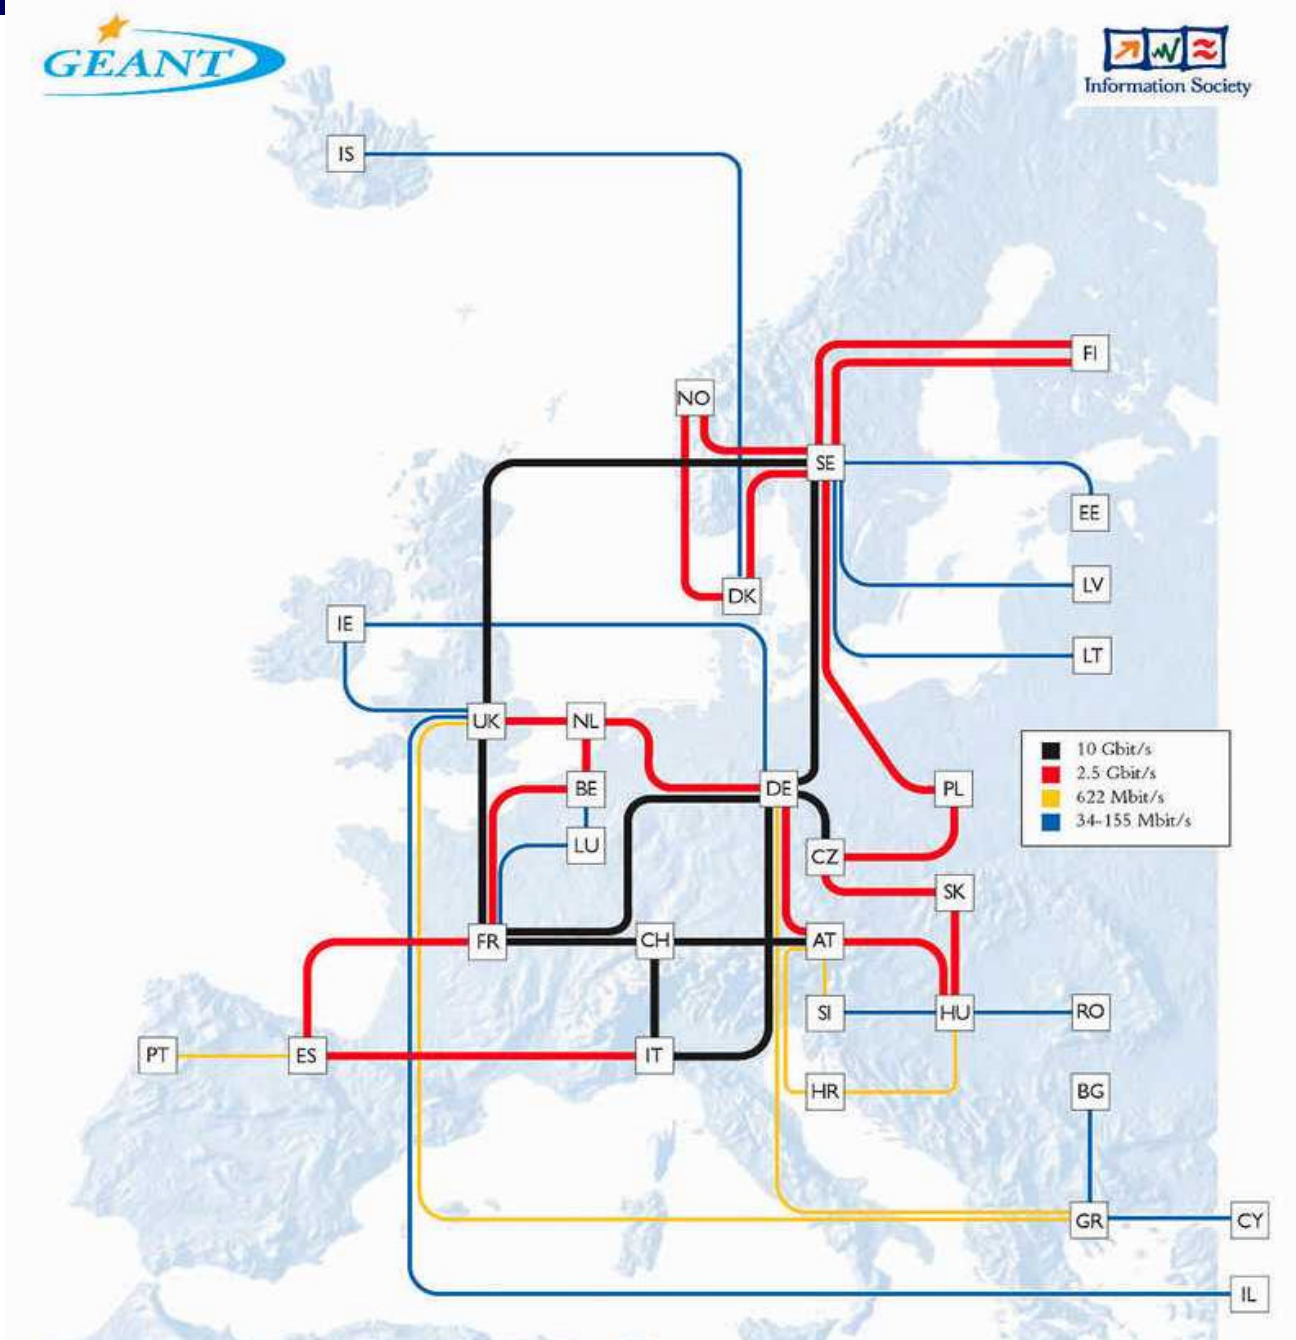 GEANT
Information Society
IS
FI
NO
SE
EE
LV
DK
IE
LT
UK
NL
10 Gbit/s
2.5 Gbit/s
622 Mbit/s
34-155 Mbit/s
BE
DE
PL
LU
CZ
SK
FR
CH
AT
SI
HU
RO
PT
ES
IT
HR
BG
GR
CY
IL